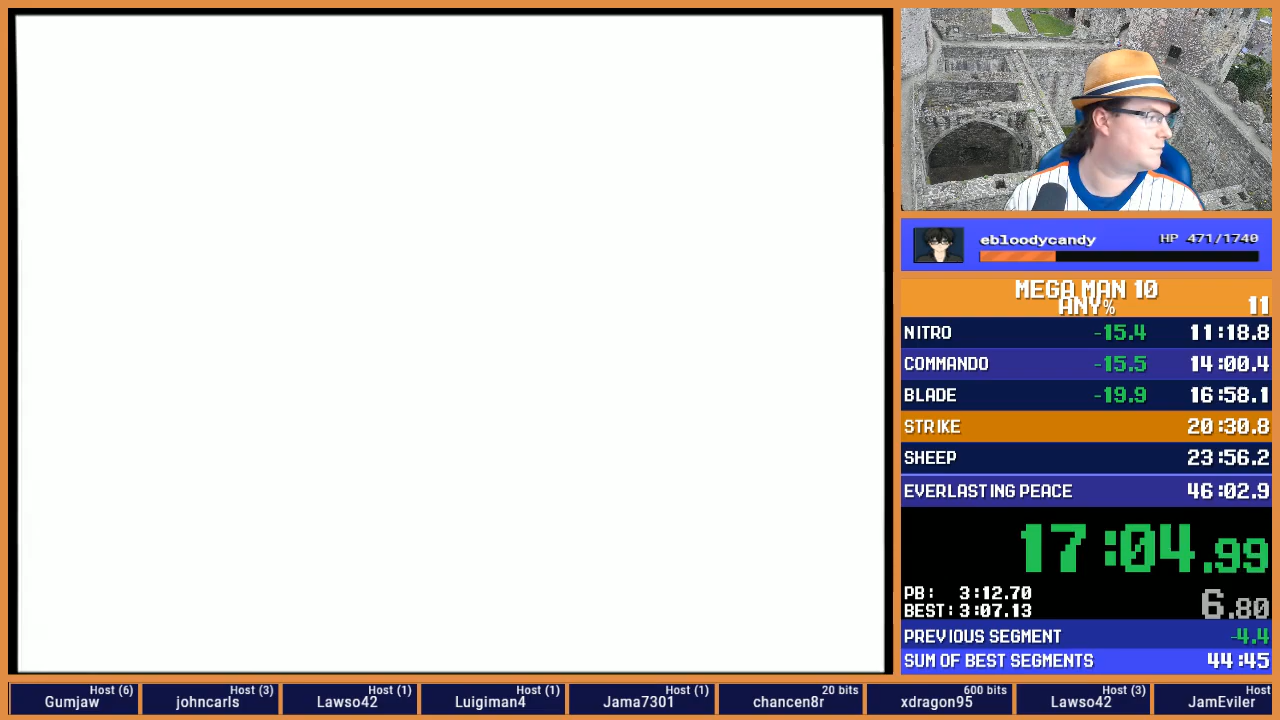 ebloodycandy HP 471/1740
MEGA MAN 10
ANY% 11
NITRO -15.4 11:18.8
COMMANDO -15.5 14:00.4
BLADE -19.9 16:58.1
STRIKE 20:30.8
SHEEP 23:56.2
EVERLASTING PEACE 46:02.9
17:04.99
PB: 3:12.70
BEST: 3:07.13 6.80
PREVIOUS SEGMENT -4.4
SUM OF BEST SEGMENTS 44:45
Host (6) Host (3) Host (1) Host (1) Host (1) 20 bits 600 bits Host (3) Host
Gumjaw johncarls Lawso42 Luigiman4 Jama7301 chancen8r xdragon95 Lawso42 JamEviler